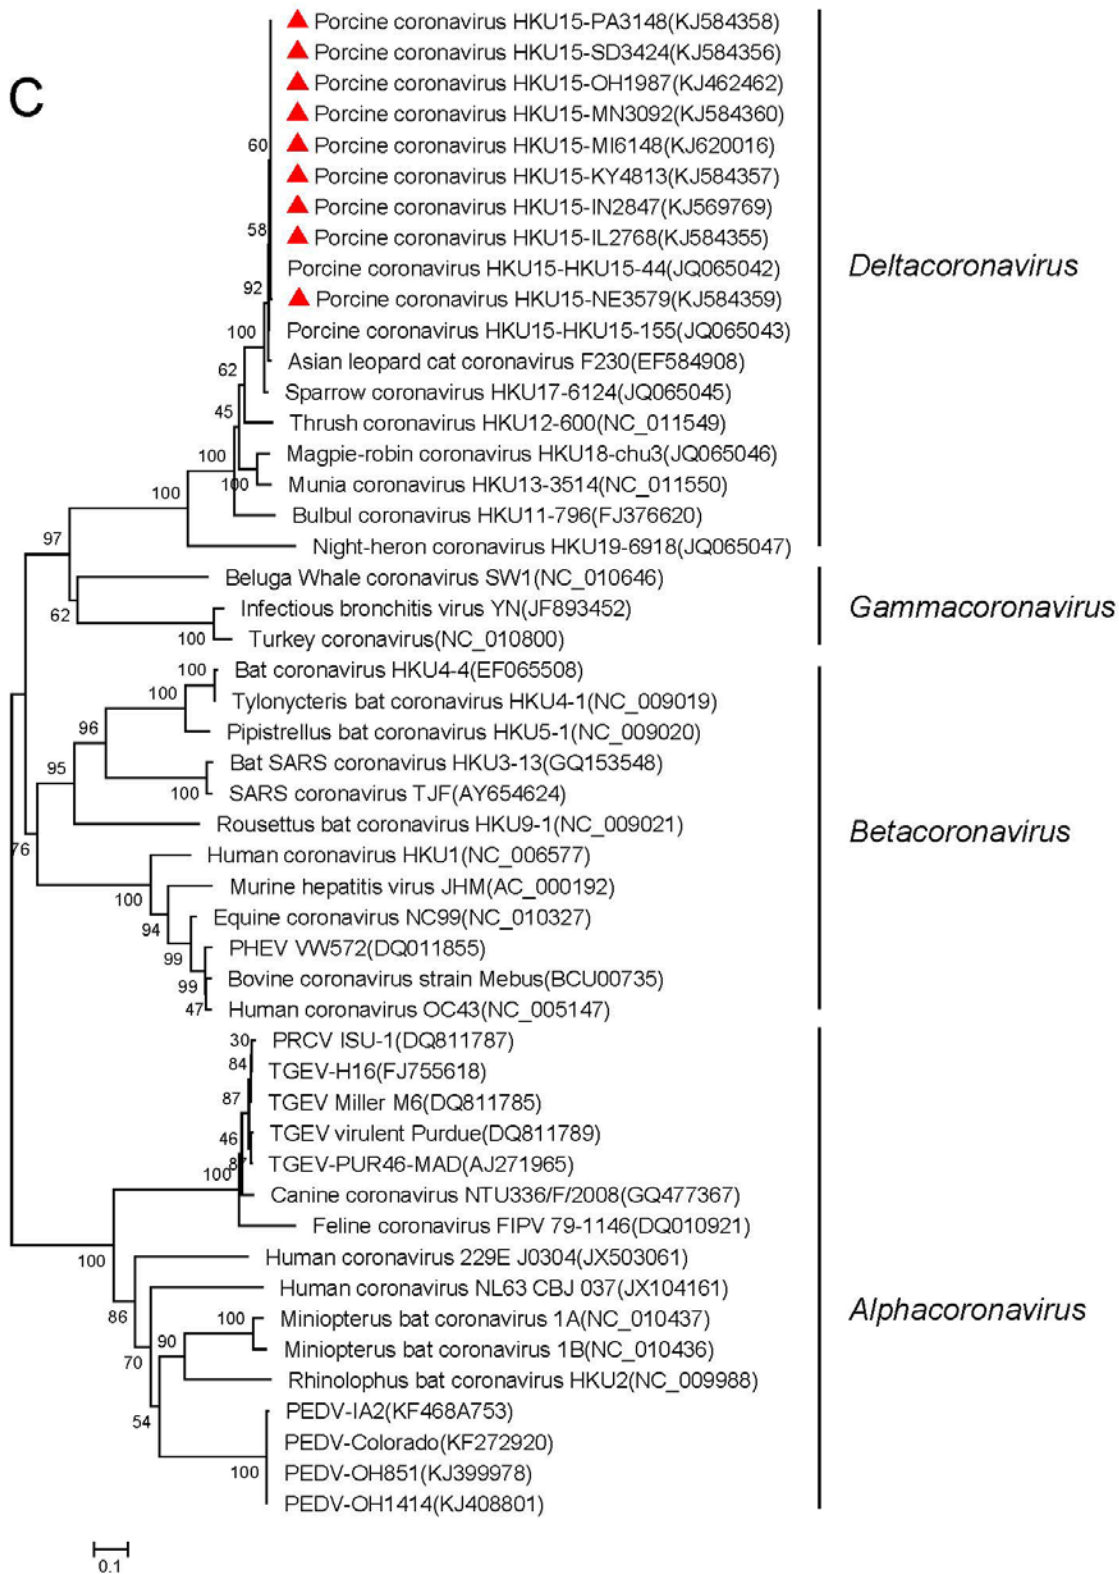 C
Porcine coronavirus HKU15-PA3148(KJ584358)
Porcine coronavirus HKU15-SD3424(KJ584356)
Porcine coronavirus HKU15-OH1987(KJ462462)
Porcine coronavirus HKU15-MN3092(KJ584360)
60
Porcine coronavirus HKU15-MI6148(KJ620016)
Porcine coronavirus HKU15-KY4813(KJ584357)
Porcine coronavirus HKU15-IN2847(KJ569769)
58
Porcine coronavirus HKU15-IL2768(KJ584355)
Deltacoronavirus
Porcine coronavirus HKU15-HKU15-44(JQ065042)
92
Porcine coronavirus HKU15-NE3579(KJ584359)
100
Porcine coronavirus HKU15-HKU15-155(JQ065043)
Asian leopard cat coronavirus F230(EF584908)
62
Sparrow coronavirus HKU17-6124(JQ065045)
45
Thrush coronavirus HKU12-600(NC_011549)
100
Magpie-robin coronavirus HKU18-chu3(JQ065046)
100
Munia coronavirus HKU13-3514(NC_011550)
100
Bulbul coronavirus HKU11-796(FJ376620)
97
Night-heron coronavirus HKU19-6918(JQ065047)
Beluga Whale coronavirus SW1(NC_010646)
62
Infectious bronchitis virus YN(JF893452)
Gammacoronavirus
100
Turkey coronavirus(NC_010800)
100
Bat coronavirus HKU4-4(EF065508)
100
Tylonycteris bat coronavirus HKU4-1(NC_009019)
96
Pipistrellus bat coronavirus HKU5-1(NC_009020)
95
Bat SARS coronavirus HKU3-13(GQ153548)
100
SARS coronavirus TJF(AY654624)
Rousettus bat coronavirus HKU9-1(NC_009021)
Betacoronavirus
76
Human coronavirus HKU1(NC_006577)
100
Murine hepatitis virus JHM(AC_000192)
94
Equine coronavirus NC99(NC_010327)
99
PHEV VW572(DQ011855)
99
Bovine coronavirus strain Mebus(BCU00735)
47
Human coronavirus OC43(NC_005147)
30
PRCV ISU-1(DQ811787)
84
TGEV-H16(FJ755618)
87
TGEV Miller M6(DQ811785)
46
TGEV virulent Purdue(DQ811789)
100
TGEV-PUR46-MAD(AJ271965)
Canine coronavirus NTU336/F/2008(GQ477367)
Feline coronavirus FIPV 79-1146(DQ010921)
100
Human coronavirus 229E J0304(JX503061)
Human coronavirus NL63 CBJ 037(JX104161)
86
100
Miniopterus bat coronavirus 1A(NC_010437)
Alphacoronavirus
90
Miniopterus bat coronavirus 1B(NC_010436)
70
Rhinolophus bat coronavirus HKU2(NC_009988)
54
PEDV-IA2(KF468A753)
PEDV-Colorado(KF272920)
100
PEDV-OH851(KJ399978)
PEDV-OH1414(KJ408801)
0.1